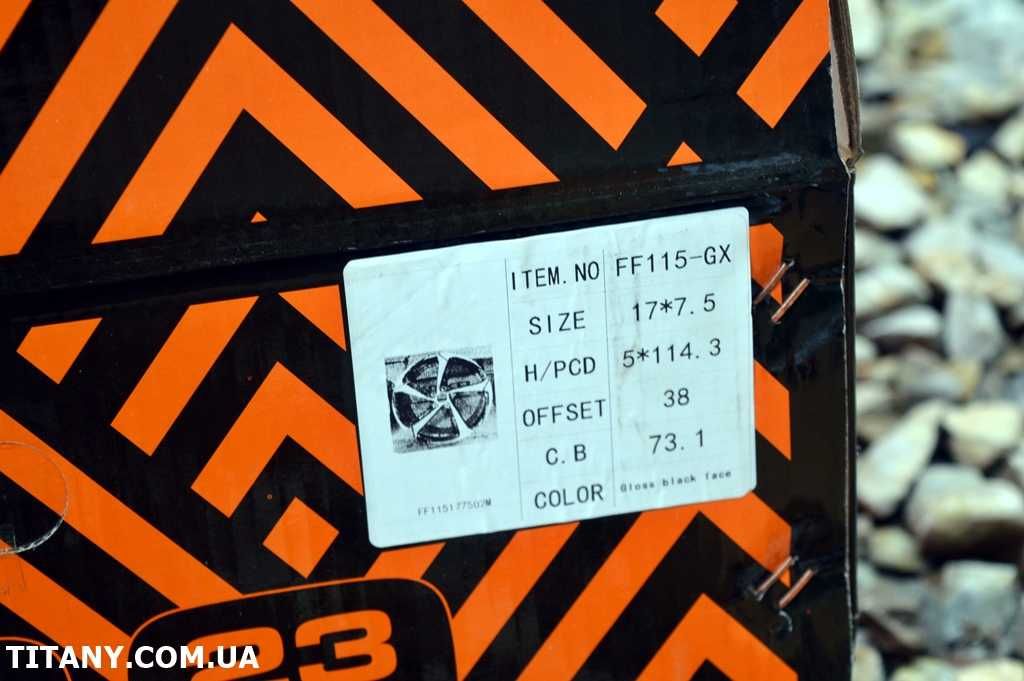 ITEM.NO FF115-GX
SIZE 17*7.5
H/PCD 5*114.3
OFFSET 38
C.B 73.1
COLOR Gloss black face
FF115177502M
23
TITANY.COM.UA